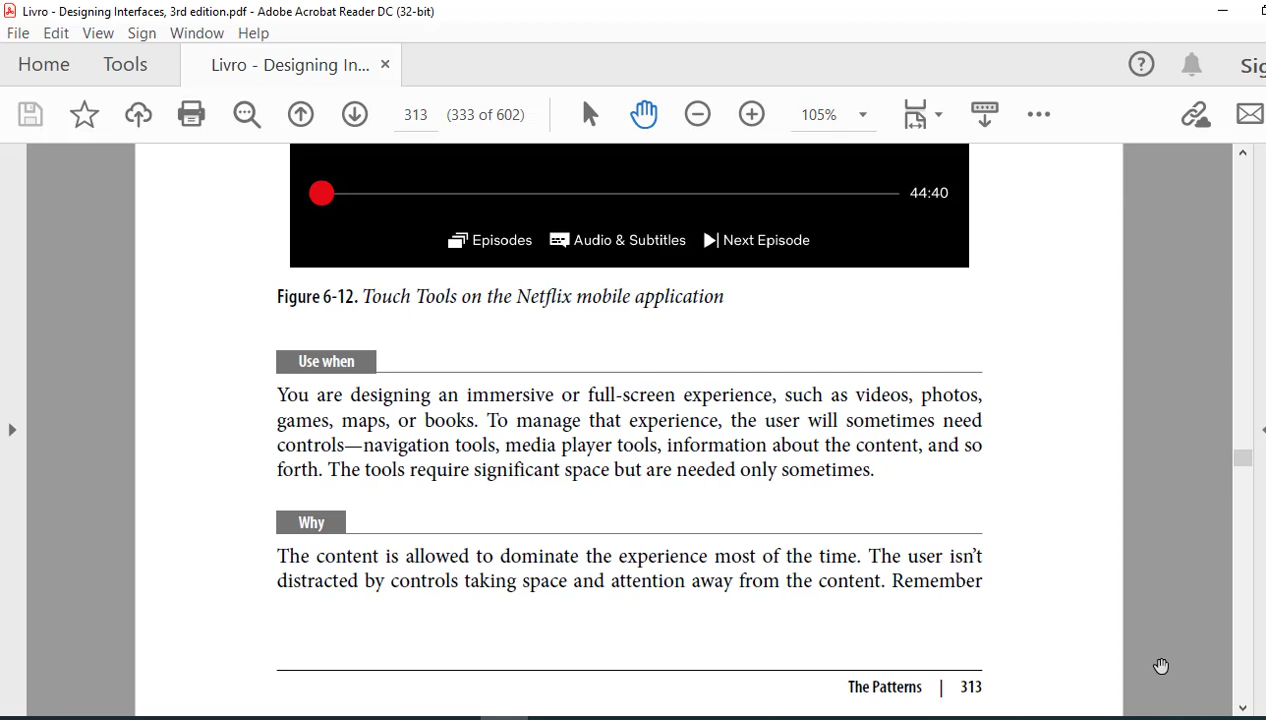 Livro - Designing Interfaces, 3rd edition.pdf - Adobe Acrobat Reader DC (32-bit)
File Edit View Sign Window Help
Home Tools Livro - Designing In... × ? Sig
313 (333 of 602) 105%
44:40
Episodes Audio & Subtitles Next Episode
Figure 6-12. Touch Tools on the Netflix mobile application
Use when
You are designing an immersive or full-screen experience, such as videos, photos,
games, maps, or books. To manage that experience, the user will sometimes need
controls—navigation tools, media player tools, information about the content, and so
forth. The tools require significant space but are needed only sometimes.
Why
The content is allowed to dominate the experience most of the time. The user isn’t
distracted by controls taking space and attention away from the content. Remember
The Patterns | 313